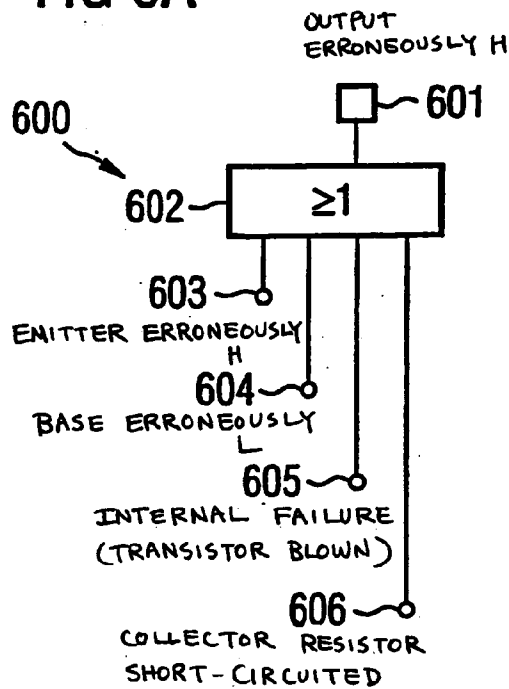 OUTPUT
ERRONEOUSLY H
601
600
602
≥1
603
EMITTER ERRONEOUSLY
H
604
BASE ERRONEOUSLY
L
605
INTERNAL FAILURE
(TRANSISTOR BLOWN)
606
COLLECTOR RESISTOR
SHORT-CIRCUITED